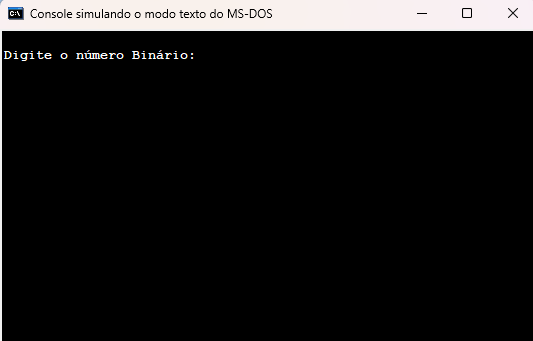 Console simulando o modo texto do MS-DOS
Digite o número Binário: